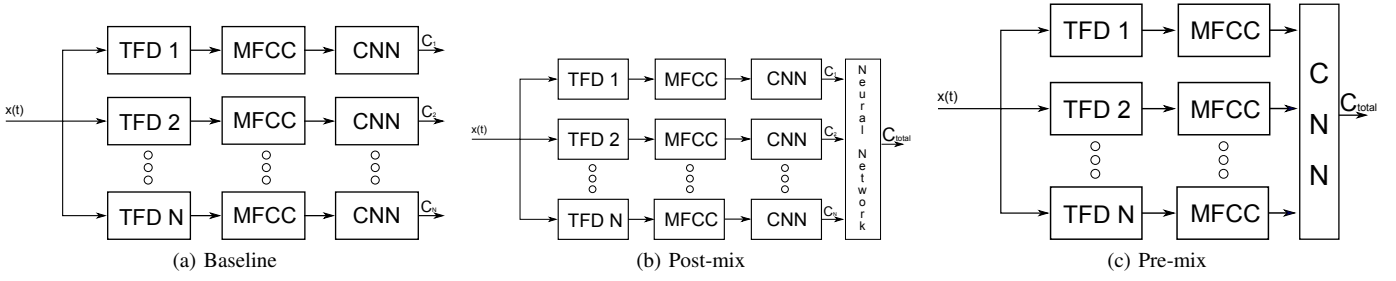 TFD 1 MFCC CNN C1
x(t)
TFD 2 MFCC CNN C2
TFD N MFCC CNN CN
(a) Baseline
TFD 1 MFCC CNN C1
x(t)
TFD 2 MFCC CNN C2
TFD N MFCC CNN CN
Neural Network
Ctotal
(b) Post-mix
TFD 1 MFCC
x(t)
TFD 2 MFCC
TFD N MFCC
CNN
Ctotal
(c) Pre-mix